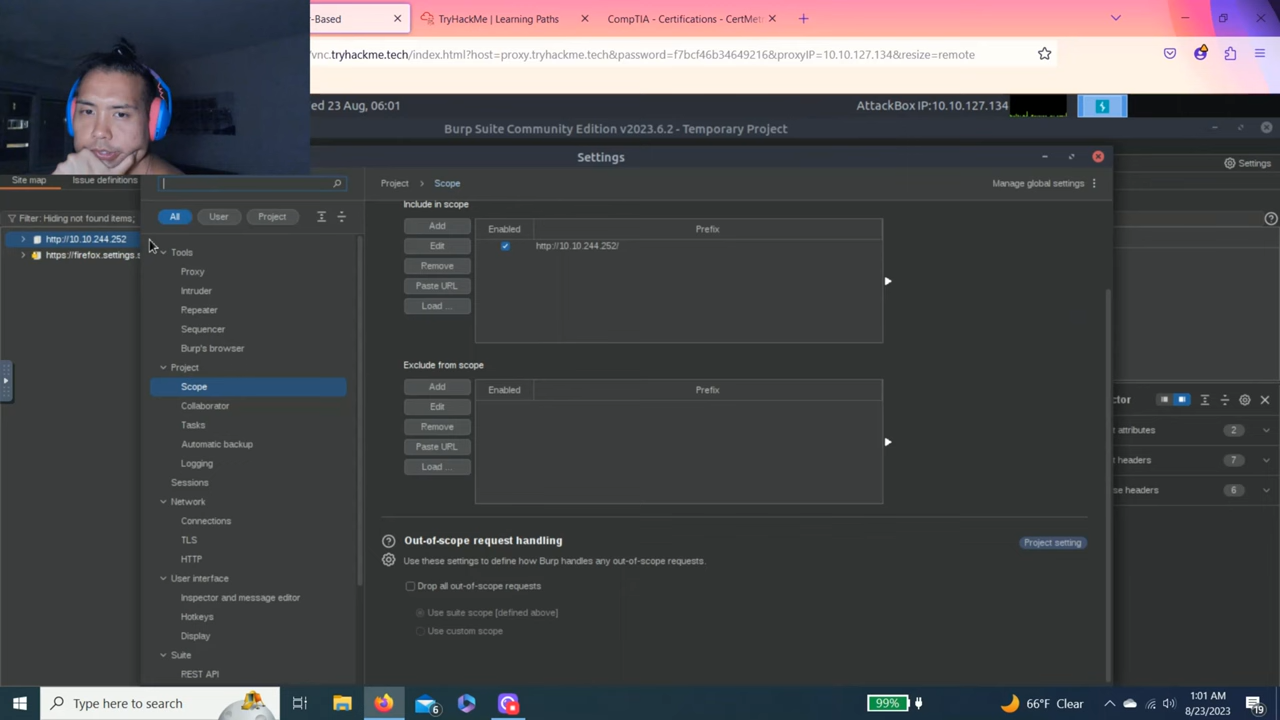 r-Based
TryHackMe | Learning Paths
CompTIA - Certifications - CertMet
vnc.tryhackme.tech/index.html?host=proxy.tryhackme.tech&password=f7bcf46b34649216&proxyIP=10.10.127.134&resize=remote
ed 23 Aug, 06:01
AttackBox IP:10.10.127.134
Burp Suite Community Edition v2023.6.2 - Temporary Project
Settings
Settings
Site map
Issue definitions
Project
Scope
Manage global settings
Filter: Hiding not found items;
All
User
Project
http://10.10.244.252
https://firefox.settings.s
Tools
Proxy
Intruder
Repeater
Sequencer
Burp's browser
Project
Scope
Collaborator
Tasks
Automatic backup
Logging
Sessions
Network
Connections
TLS
HTTP
User interface
Inspector and message editor
Hotkeys
Display
Suite
REST API
Include in scope
Add
Edit
Remove
Paste URL
Load ...
Enabled
Prefix
http://10.10.244.252/
Exclude from scope
Add
Edit
Remove
Paste URL
Load ...
Enabled
Prefix
Out-of-scope request handling
Project setting
Use these settings to define how Burp handles any out-of-scope requests.
Drop all out-of-scope requests
Use suite scope [defined above]
Use custom scope
ctor
t attributes
2
t headers
7
se headers
6
Type here to search
6
99%
66°F Clear
1:01 AM
8/23/2023
19